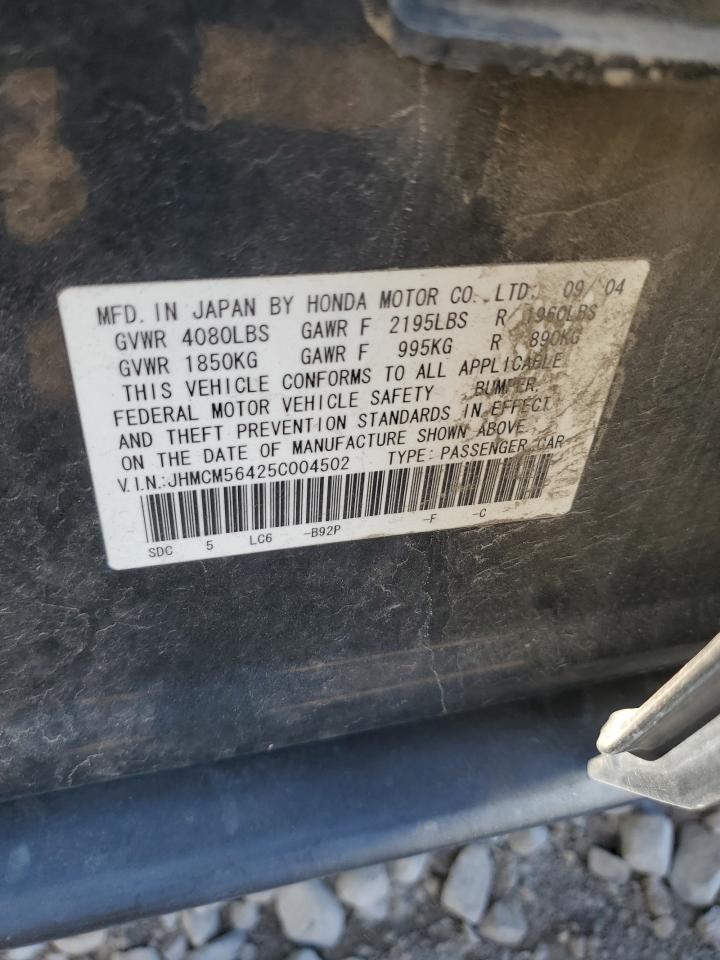 MFD. IN JAPAN BY HONDA MOTOR CO., LTD. 09/04
GVWR 4080LBS GAWR F 2195LBS R 1960LBS
GVWR 1850KG GAWR F 995KG R 890KG
THIS VEHICLE CONFORMS TO ALL APPLICABLE
FEDERAL MOTOR VEHICLE SAFETY BUMPER,
AND THEFT PREVENTION STANDARDS IN EFFECT
ON THE DATE OF MANUFACTURE SHOWN ABOVE.
V.I.N.:JHMCM56425C004502 TYPE: PASSENGER CAR
SDC 5 LC6 -B92P -F -C